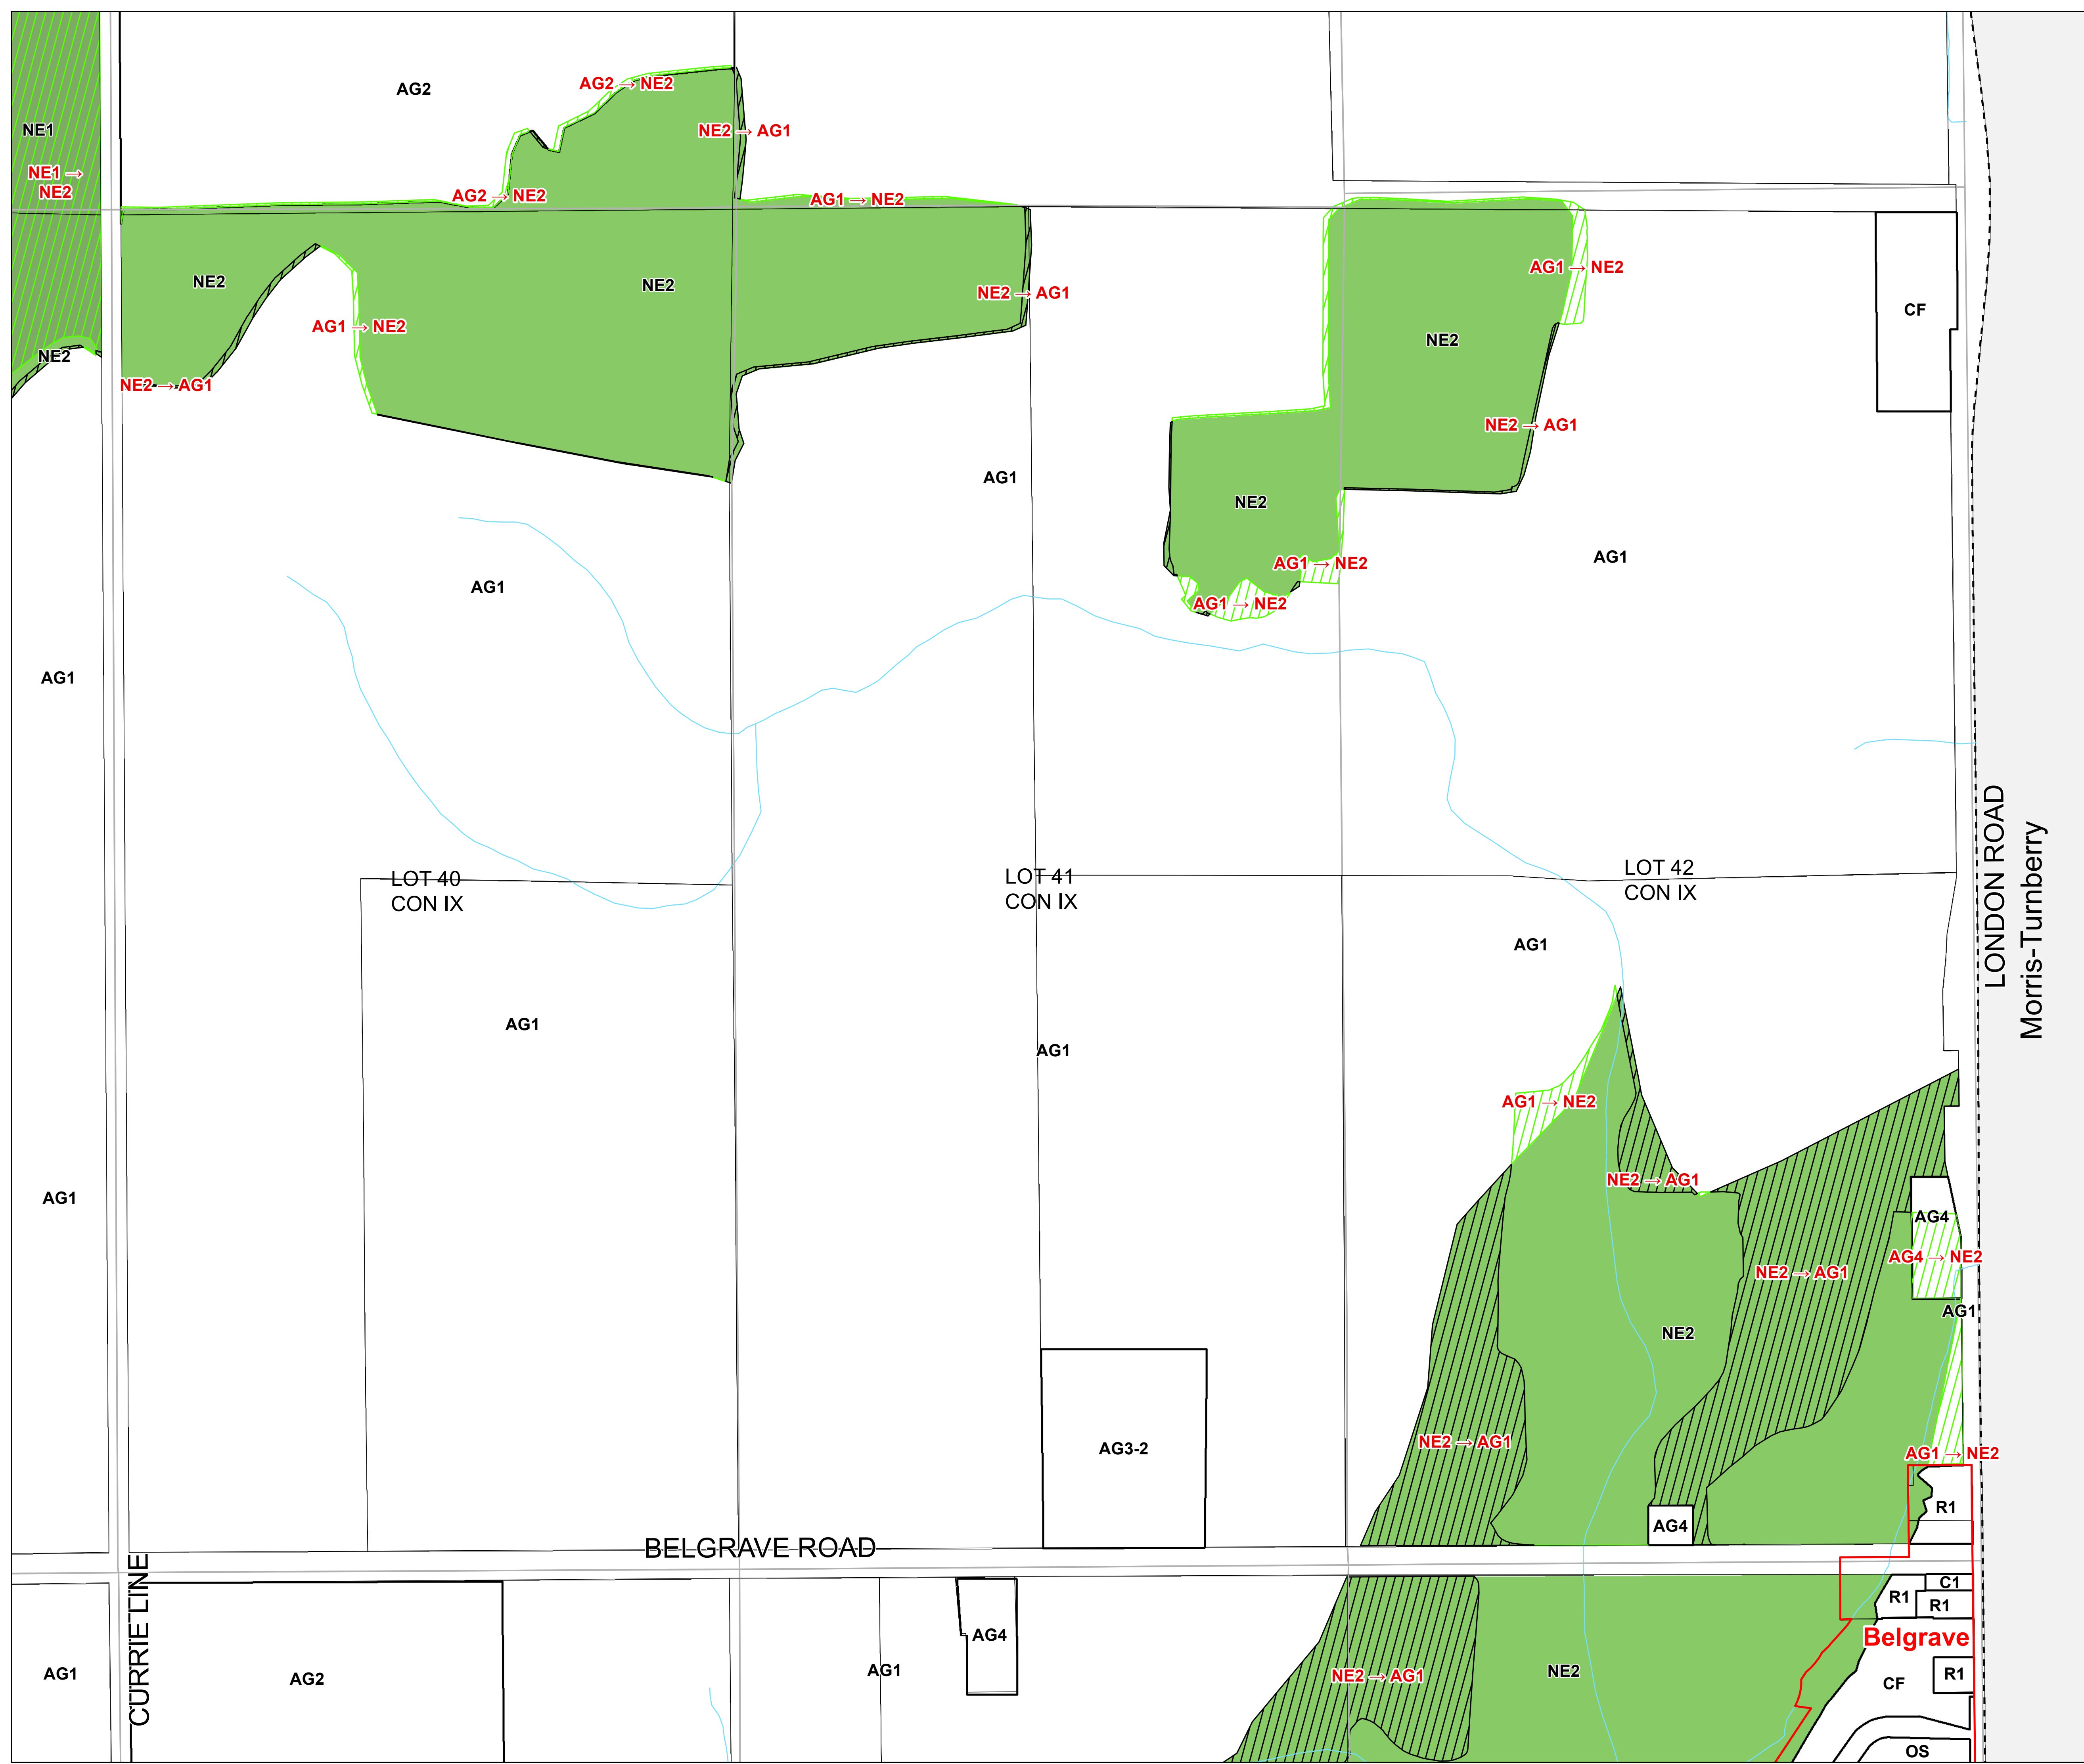 AG2
AG2 → NE2
NE1
NE2 → AG1
NE1 →
NE2
AG2 → NE2
AG1 → NE2
AG1 → NE2
NE2
NE2
NE2 → AG1
CF
AG1 → NE2
NE2
NE2
NE2 → AG1
NE2 → AG1
AG1
NE2
AG1
AG1 → NE2
AG1
AG1 → NE2
AG1
LOT 40
CON IX
LOT 41
CON IX
LOT 42
CON IX
LONDON ROAD
Morris-Turnberry
AG1
AG1
AG1
AG1 → NE2
NE2 → AG1
AG1
AG4
AG4 → NE2
NE2 → AG1
AG1
NE2
NE2 → AG1
AG3-2
AG1 → NE2
R1
AG4
BELGRAVE ROAD
CURRIE LINE
C1
R1
R1
AG4
Belgrave
AG1
AG2
AG1
NE2 → AG1
NE2
CF
R1
OS